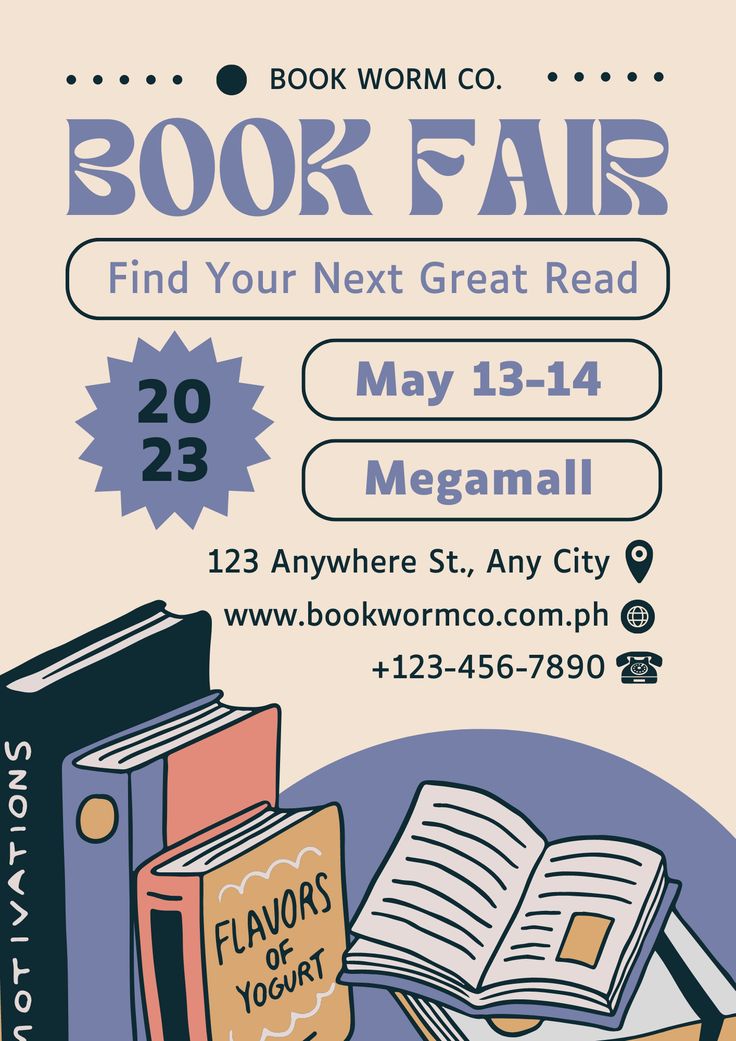 BOOK WORM CO.
BOOK FAIR
Find Your Next Great Read
20
23
May 13-14
Megamall
123 Anywhere St., Any City
www.bookwormco.com.ph
+123-456-7890
MOTIVATIONS
FLAVORS
OF
YOGURT